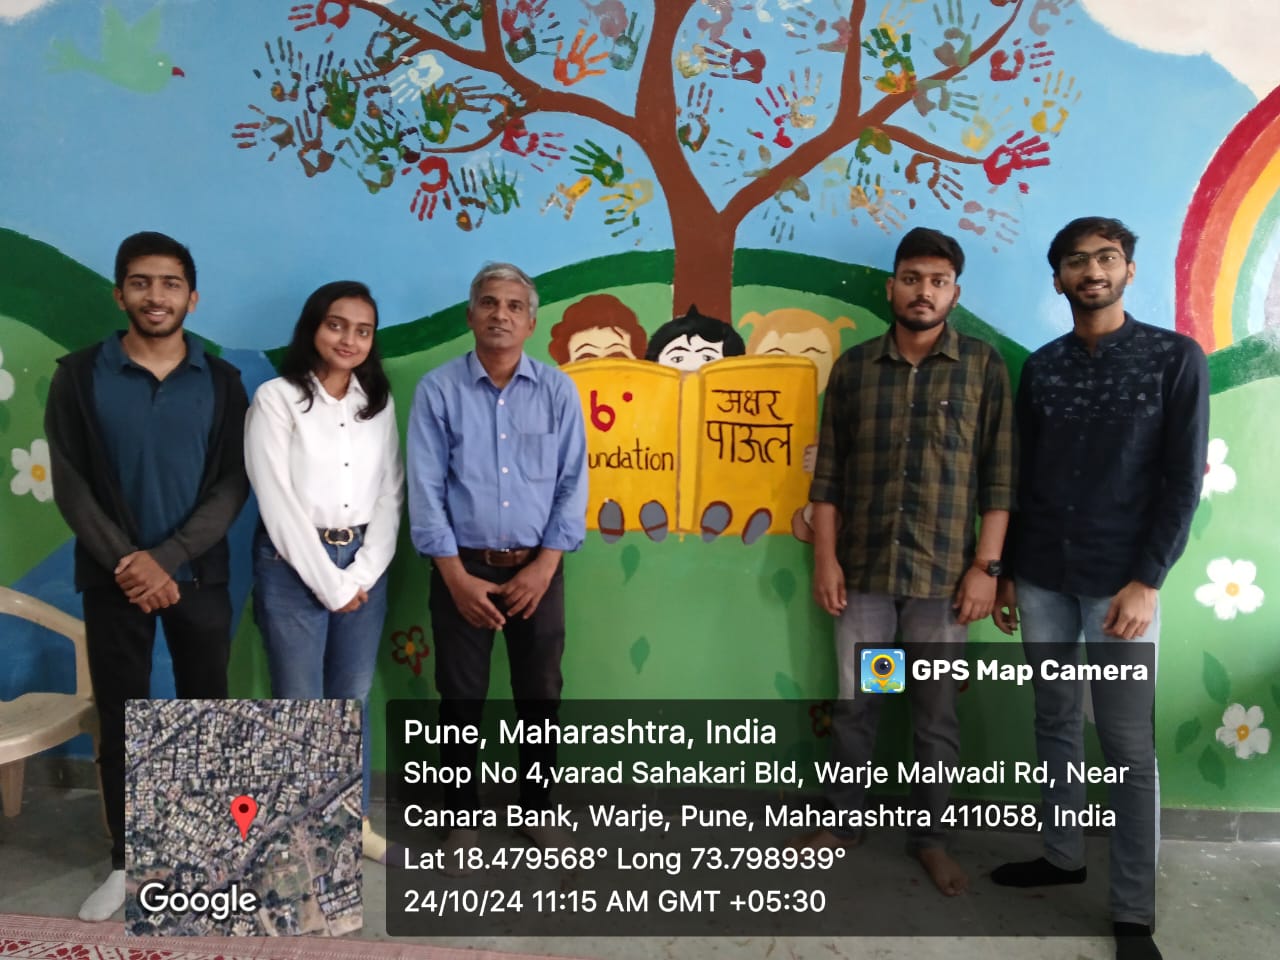 b
undation
अक्षर
पाऊल
GPS Map Camera
Pune, Maharashtra, India
Shop No 4,varad Sahakari Bld, Warje Malwadi Rd, Near
Canara Bank, Warje, Pune, Maharashtra 411058, India
Lat 18.479568° Long 73.798939°
24/10/24 11:15 AM GMT +05:30
Google